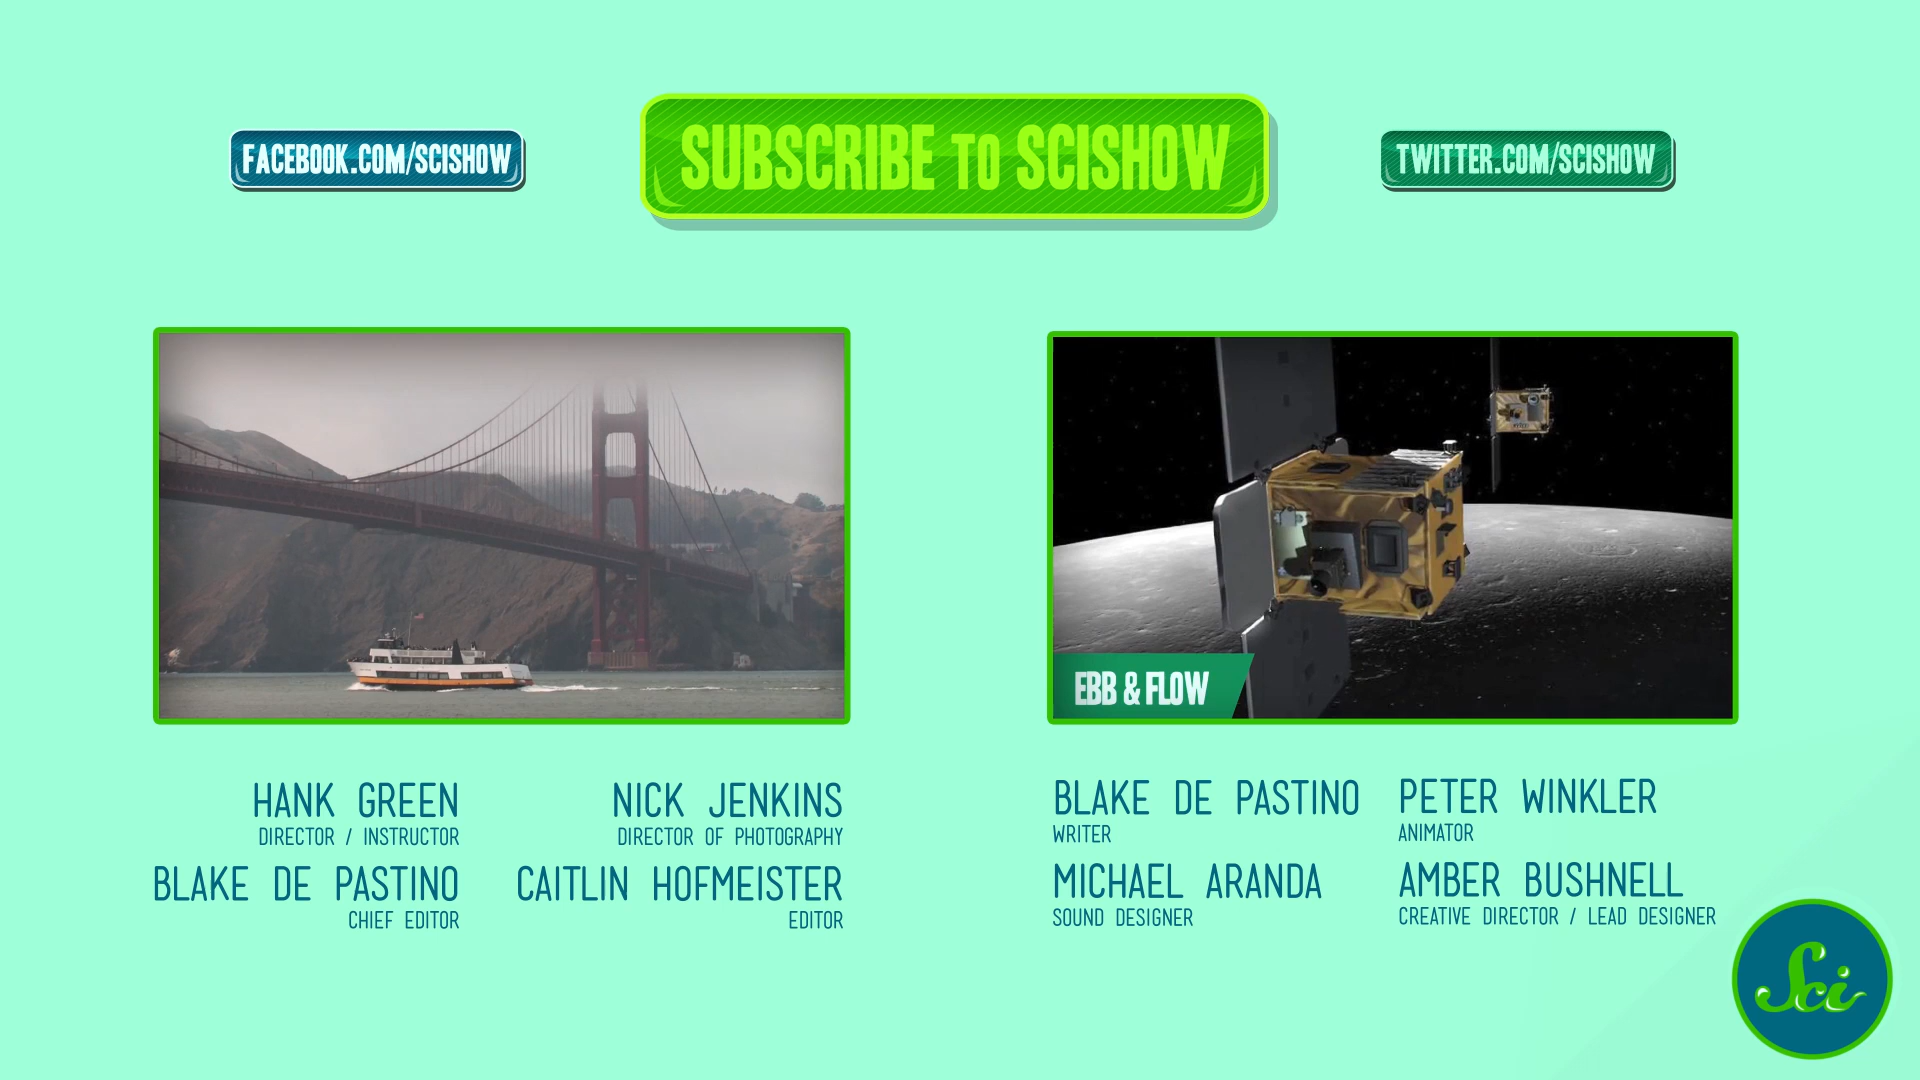 FACEBOOK.COM/SCISHOW
SUBSCRIBE TO SCISHOW
TWITTER.COM/SCISHOW
EBB & FLOW
HANK GREEN
DIRECTOR / INSTRUCTOR
NICK JENKINS
DIRECTOR OF PHOTOGRAPHY
BLAKE DE PASTINO
CHIEF EDITOR
CAITLIN HOFMEISTER
EDITOR
BLAKE DE PASTINO
WRITER
PETER WINKLER
ANIMATOR
MICHAEL ARANDA
SOUND DESIGNER
AMBER BUSHNELL
CREATIVE DIRECTOR / LEAD DESIGNER
Sci